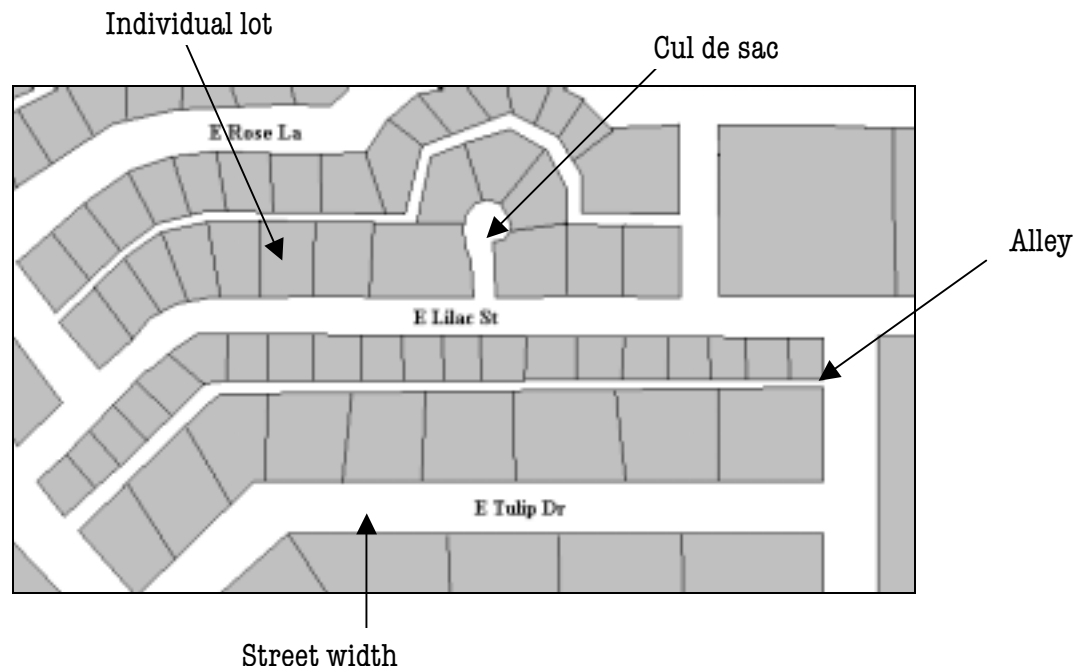 Individual lot
Cul de sac
E Rose La
Alley
E Lilac St
E Tulip Dr
Street width